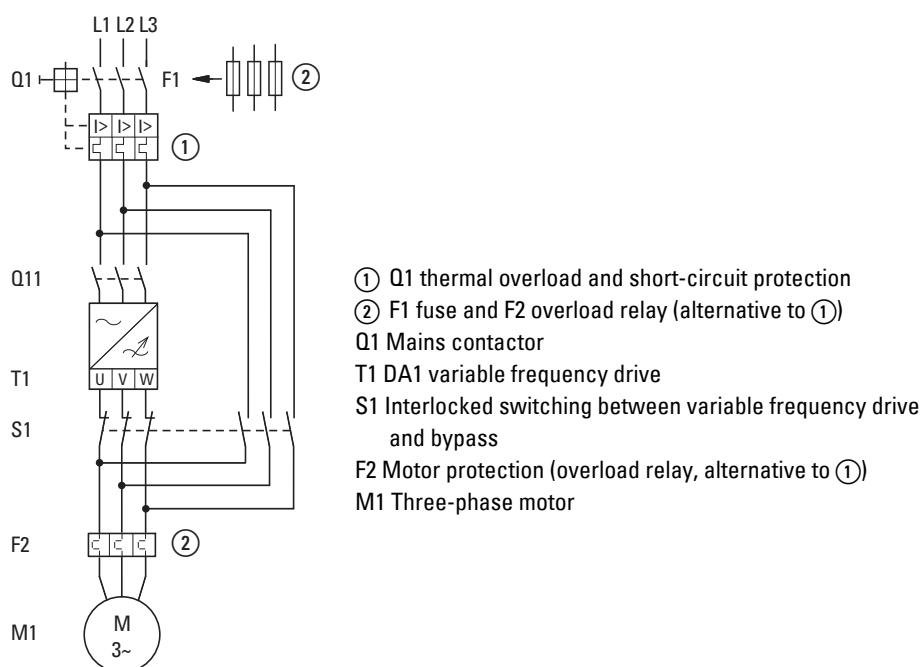 L1 L2 L3
Q1
F1
2
I> I> I>
1
Q11
T1
U V W
S1
F2
2
M1
M
3~
1 Q1 thermal overload and short-circuit protection
2 F1 fuse and F2 overload relay (alternative to 1)
Q1 Mains contactor
T1 DA1 variable frequency drive
S1 Interlocked switching between variable frequency drive
and bypass
F2 Motor protection (overload relay, alternative to 1)
M1 Three-phase motor